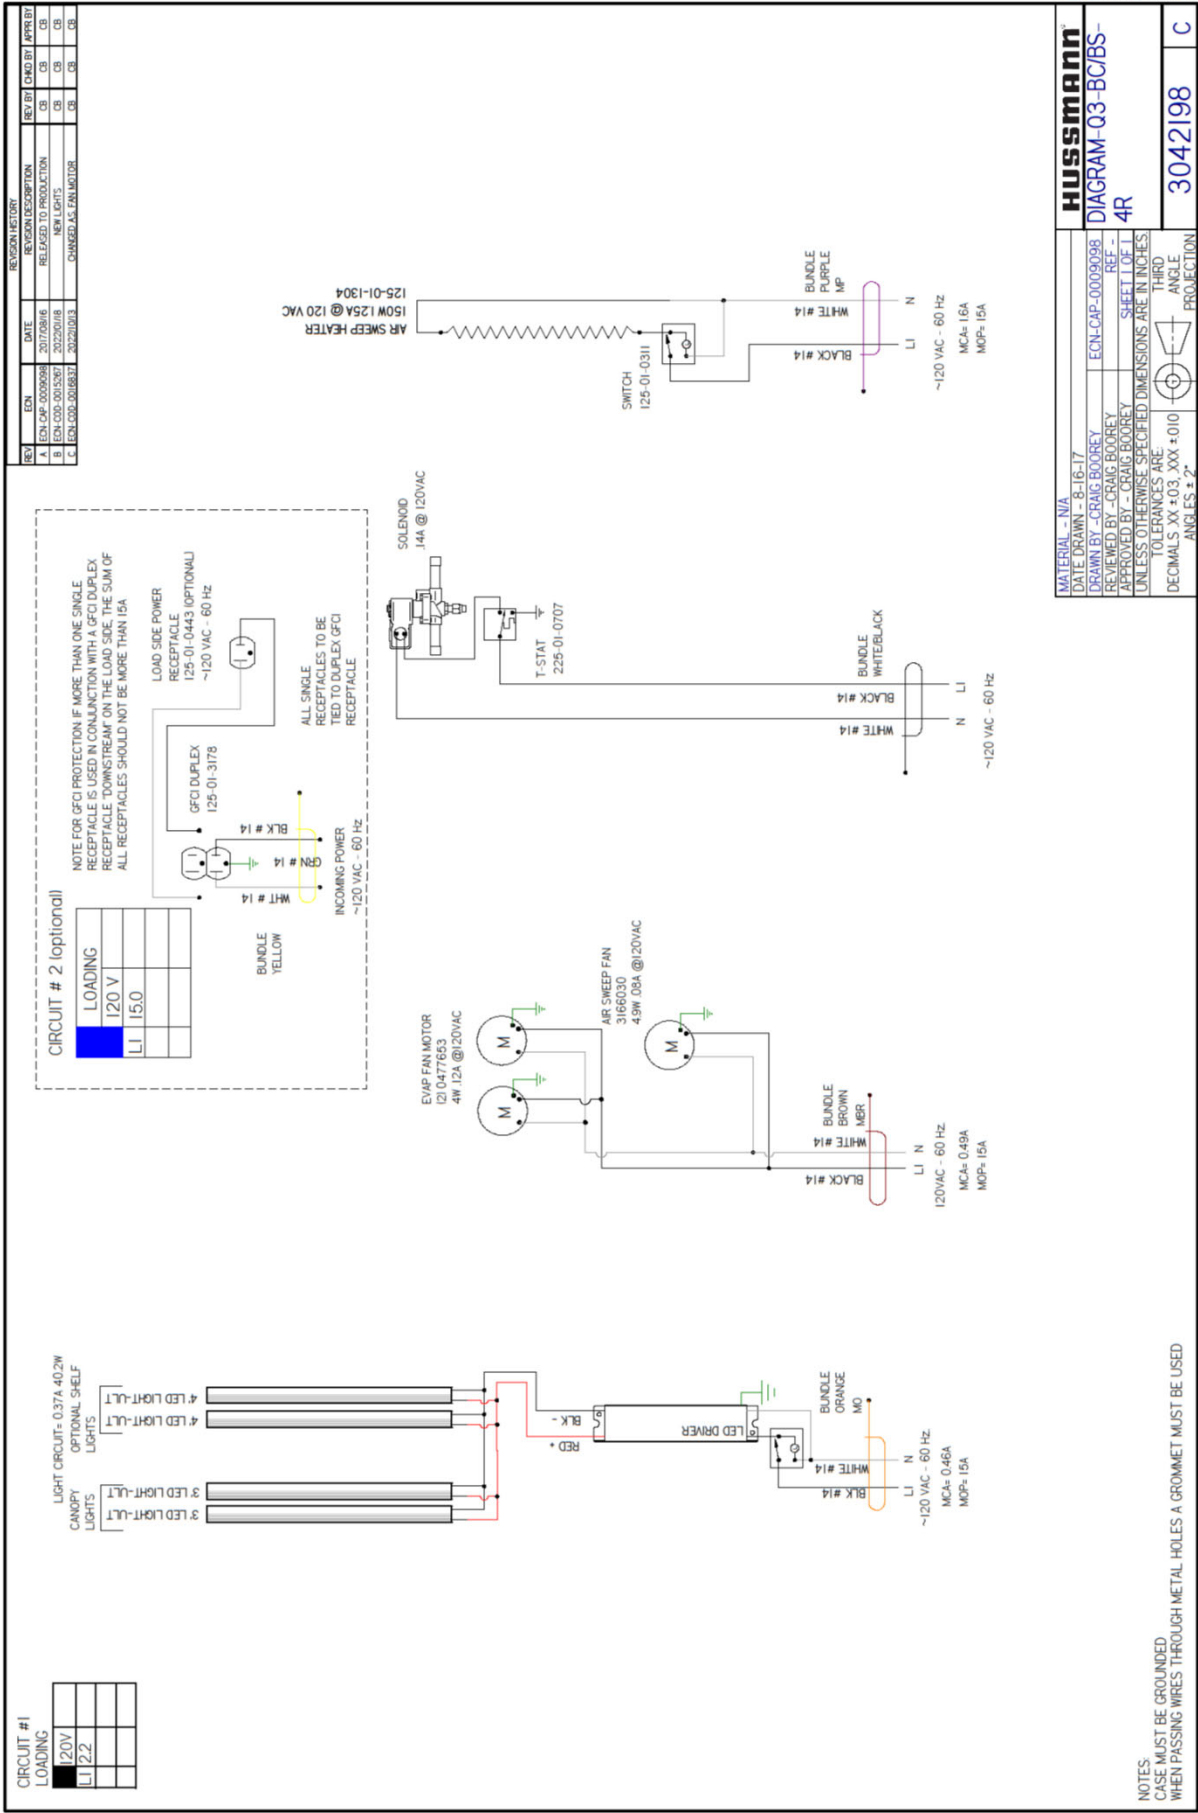 CIRCUIT #1
LOADING
120V
L1 2.2
LIGHT CIRCUIT= 0.37A 40.2W
CANOPY
LIGHTS
OPTIONAL SHELF
LIGHTS
3' LED LIGHT-ULT
3' LED LIGHT-ULT
4' LED LIGHT-ULT
4' LED LIGHT-ULT
RED +
BLK -
LED DRIVER
BLK #14
WHITE #14
BUNDLE
ORANGE
MO
L1 N
~120 VAC - 60 Hz.
MCA= 0.46A
MOP= 15A
CIRCUIT # 2 (optional)
LOADING
120 V
L1 15.0
NOTE FOR GFCI PROTECTION: IF MORE THAN ONE SINGLE
RECEPTACLE IS USED IN CONJUNCTION WITH A GFCI DUPLEX
RECEPTACLE "DOWNSTREAM" ON THE LOAD SIDE, THE SUM OF
ALL RECEPTACLES SHOULD NOT BE MORE THAN 15A
GFCI DUPLEX
125-01-3178
LOAD SIDE POWER
RECEPTACLE
125-01-0443 (OPTIONAL)
~120 VAC - 60 Hz
BUNDLE
YELLOW
WHT # 14
GRN # 14
BLK # 14
INCOMING POWER
~120 VAC - 60 Hz
ALL SINGLE
RECEPTACLES TO BE
TIED TO DUPLEX GFCI
RECEPTACLE
EVAP FAN MOTOR
(2) 0477653
4W .12A @120VAC
M
M
AIR SWEEP FAN
3166030
4.9W .08A @120VAC
M
BLACK #14
WHITE #14
BUNDLE
BROWN
MBR
L1 N
120VAC - 60 Hz.
MCA= 0.49A
MOP= 15A
SOLENOID
.14A @ 120VAC
T-STAT
225-01-0707
WHITE #14
BLACK #14
BUNDLE
WHITE/BLACK
N L1
~120 VAC - 60 Hz
AIR SWEEP HEATER
150W 1.25A @ 120 VAC
125-01-1304
SWITCH
125-01-0311
BLACK #14
WHITE #14
BUNDLE
PURPLE
MP
L1 N
~120 VAC - 60 Hz
MCA= 1.6A
MOP= 15A
REVISION HISTORY
REV ECN DATE REVISION DESCRIPTION REV BY CHKD BY APPR BY
A ECN-CAP-0009098 2017/08/16 RELEASED TO PRODUCTION CB CB CB
B ECN-COD-0015267 2022/01/18 NEW LIGHTS CB CB CB
C ECN-COD-0016837 2022/10/13 CHANGED AS. FAN MOTOR CB CB CB
NOTES:
CASE MUST BE GROUNDED
WHEN PASSING WIRES THROUGH METAL HOLES A GROMMET MUST BE USED
MATERIAL - N/A
DATE DRAWN - 8-16-17
DRAWN BY -CRAIG BOOREY ECN-CAP-0009098
REVIEWED BY -CRAIG BOOREY REF -
APPROVED BY - CRAIG BOOREY SHEET 1 OF 1
UNLESS OTHERWISE SPECIFIED DIMENSIONS ARE IN INCHES.
TOLERANCES ARE:
DECIMALS .XX ±.03, .XXX ±.010
ANGLES ± 2°
THIRD
ANGLE
PROJECTION
HUSSMANN
DIAGRAM-Q3-BC/BS-
4R
3042198 C